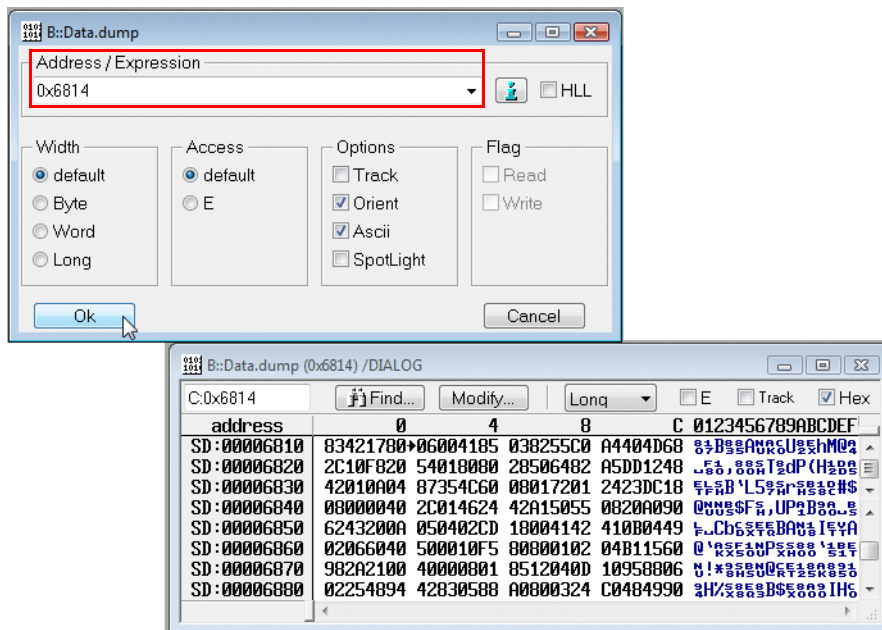 B::Data.dump
Address / Expression
0x6814
HLL
Width
Access
Options
Flag
default
default
Track
Read
Byte
E
Orient
Write
Word
Ascii
Long
SpotLight
Ok
Cancel
B::Data.dump (0x6814) /DIALOG
C:0x6814
Find...
Modify...
Long
E
Track
Hex
address 0 4 8 C 0123456789ABCDEF
SD:00006810 83421780 06004185 038255C0 A4404D68
SD:00006820 2C10F820 54018080 28506482 A5DD1248
SD:00006830 42010A04 87354C60 08017201 2423DC18
SD:00006840 08000040 2C014624 42A15055 0820A090
SD:00006850 6243200A 050402CD 18004142 410B0449
SD:00006860 02066040 500010F5 80800102 04B11560
SD:00006870 982A2100 40000801 8512040D 10958806
SD:00006880 02254894 42830588 A0800324 C0484990